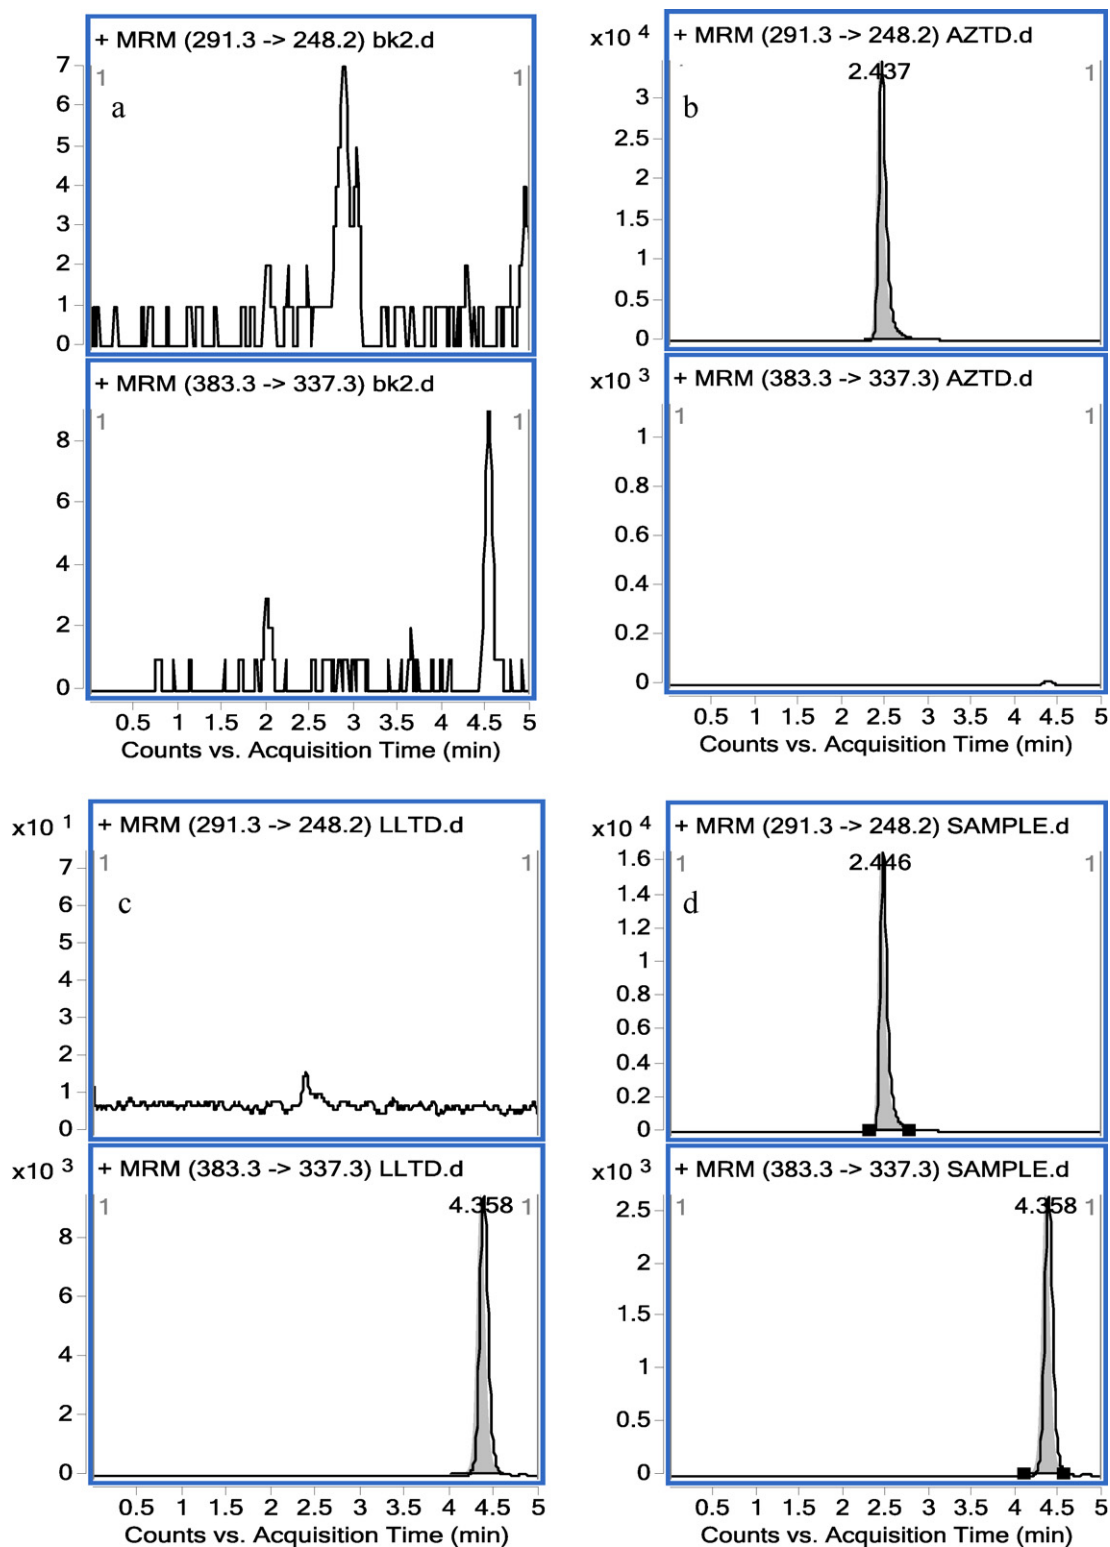 + MRM (291.3 -> 248.2) bk2.d
1 1
a
7
6
5
4
3
2
1
0
+ MRM (383.3 -> 337.3) bk2.d
1 1
8
6
4
2
0
0.5 1 1.5 2 2.5 3 3.5 4 4.5 5
Counts vs. Acquisition Time (min)
x10 4 + MRM (291.3 -> 248.2) AZTD.d
2.437 1
b
3
2.5
2
1.5
1
0.5
0
x10 3 + MRM (383.3 -> 337.3) AZTD.d
1 1
1
0.8
0.6
0.4
0.2
0
0.5 1 1.5 2 2.5 3 3.5 4 4.5 5
Counts vs. Acquisition Time (min)
x10 1 + MRM (291.3 -> 248.2) LLTD.d
1 1
c
7
6
5
4
3
2
1
0
x10 3 + MRM (383.3 -> 337.3) LLTD.d
1 4.358 1
8
6
4
2
0
0.5 1 1.5 2 2.5 3 3.5 4 4.5 5
Counts vs. Acquisition Time (min)
x10 4 + MRM (291.3 -> 248.2) SAMPLE.d
1 2.446 1
d
1.6
1.4
1.2
1
0.8
0.6
0.4
0.2
0
x10 3 + MRM (383.3 -> 337.3) SAMPLE.d
1 4.358 1
2.5
2
1.5
1
0.5
0
0.5 1 1.5 2 2.5 3 3.5 4 4.5 5
Counts vs. Acquisition Time (min)